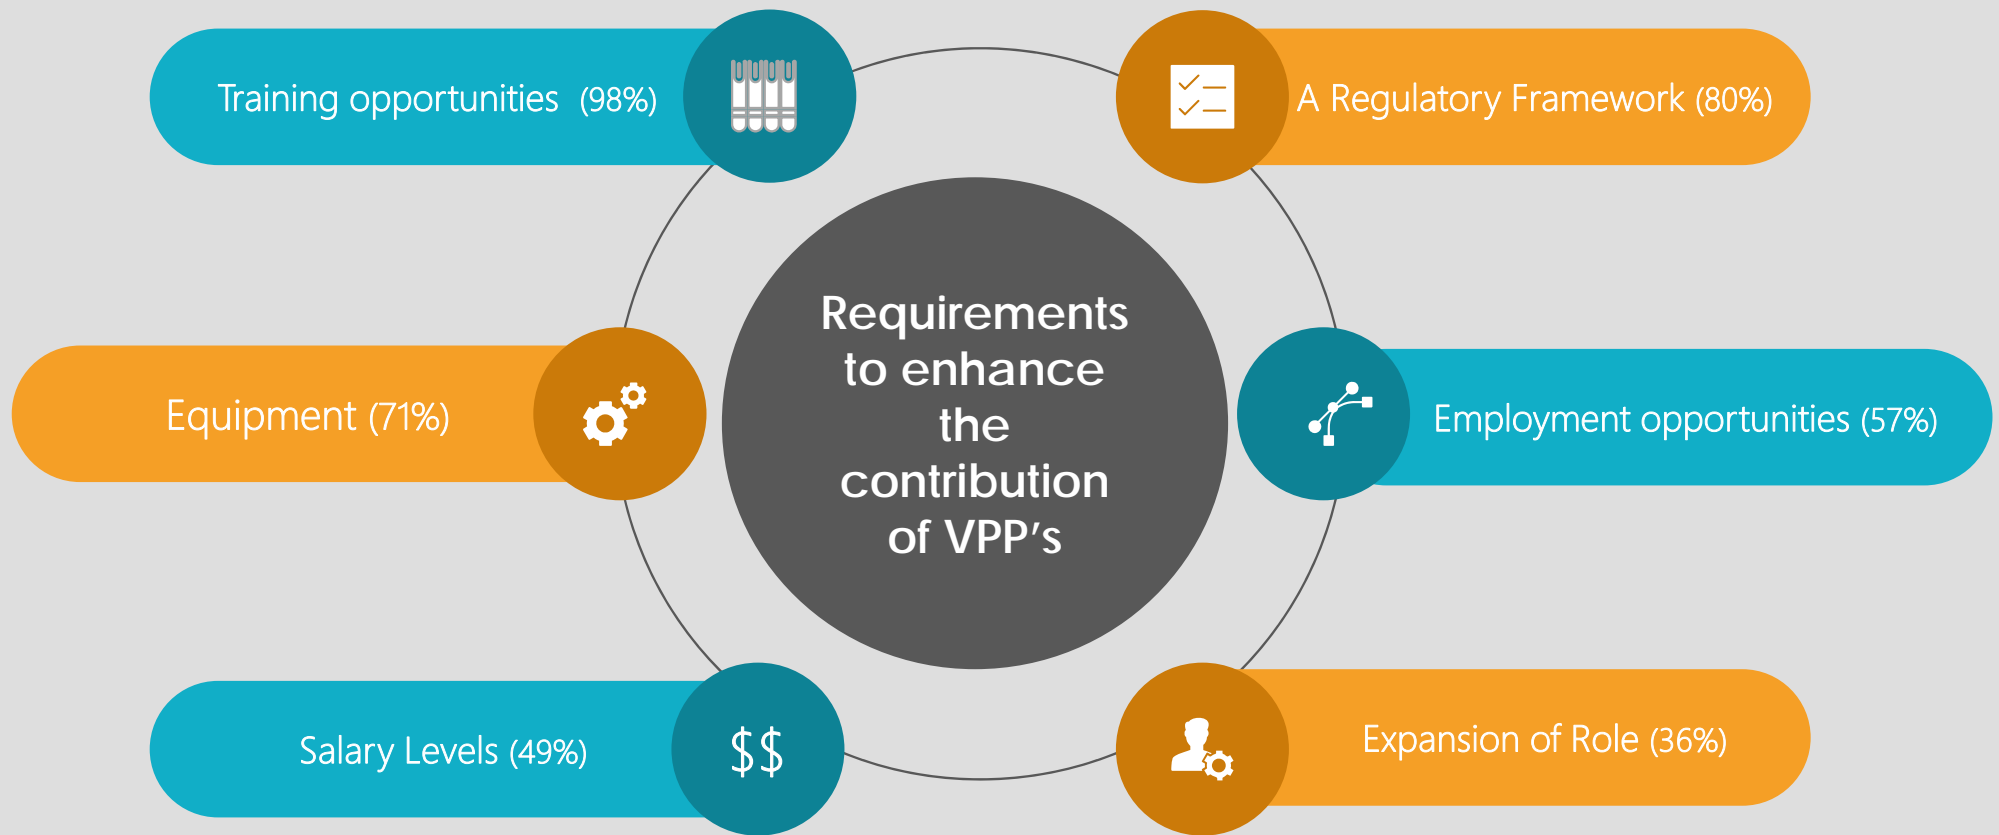 Training opportunities (98%)
A Regulatory Framework (80%)
Requirements
to enhance
the
contribution
of VPP's
Equipment (71%)
Employment opportunities (57%)
Salary Levels (49%)
$$
Expansion of Role (36%)